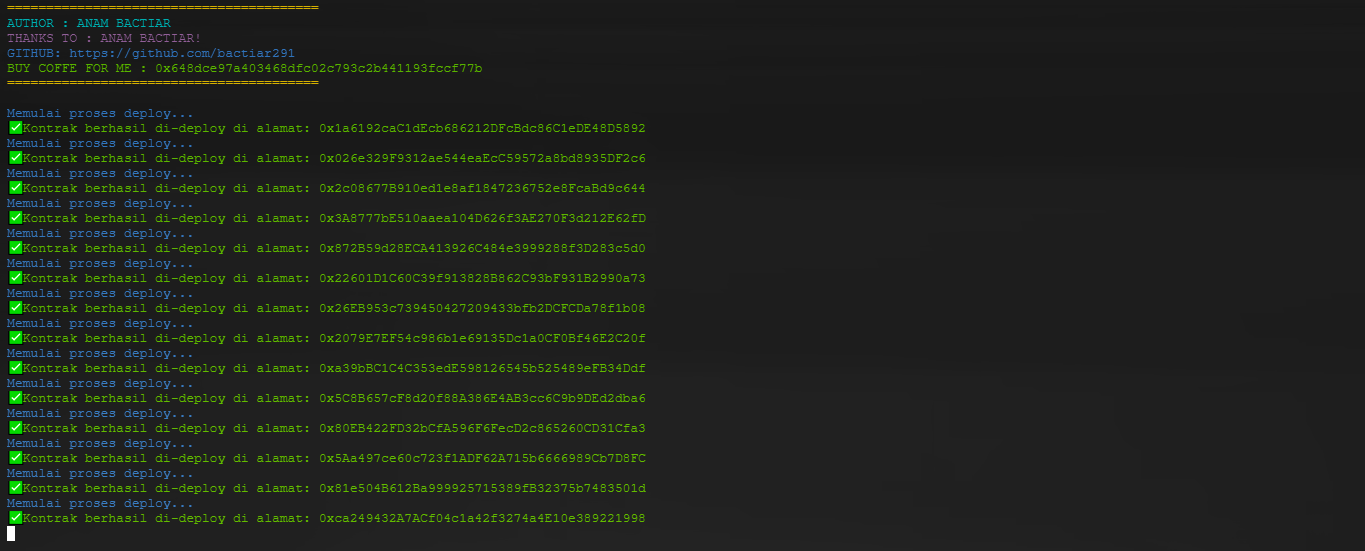 ========================================
AUTHOR : ANAM BACTIAR
THANKS TO : ANAM BACTIAR!
GITHUB: https://github.com/bactiar291
BUY COFFE FOR ME : 0x648dce97a403468dfc02c793c2b441193fccf77b
========================================
Memulai proses deploy...
✅Kontrak berhasil di-deploy di alamat: 0x1a6192caC1dEcb686212DFcBdc86C1eDE48D5892
Memulai proses deploy...
✅Kontrak berhasil di-deploy di alamat: 0x026e329F9312ae544eaEcC59572a8bd8935DF2c6
Memulai proses deploy...
✅Kontrak berhasil di-deploy di alamat: 0x2c08677B910ed1e8af1847236752e8FcaBd9c644
Memulai proses deploy...
✅Kontrak berhasil di-deploy di alamat: 0x3A8777bE510aaea104D626f3AE270F3d212E62fD
Memulai proses deploy...
✅Kontrak berhasil di-deploy di alamat: 0x872B59d28ECA413926C484e3999288f3D283c5d0
Memulai proses deploy...
✅Kontrak berhasil di-deploy di alamat: 0x22601D1C60C39f913828B862C93bF931B2990a73
Memulai proses deploy...
✅Kontrak berhasil di-deploy di alamat: 0x26EB953c739450427209433bfb2DCFCDa78f1b08
Memulai proses deploy...
✅Kontrak berhasil di-deploy di alamat: 0x2079E7EF54c986b1e69135Dc1a0CF0Bf46E2C20f
Memulai proses deploy...
✅Kontrak berhasil di-deploy di alamat: 0xa39bBC1C4C353edE598126545b525489eFB34Ddf
Memulai proses deploy...
✅Kontrak berhasil di-deploy di alamat: 0x5C8B657cF8d20f88A386E4AB3cc6C9b9DEd2dba6
Memulai proses deploy...
✅Kontrak berhasil di-deploy di alamat: 0x80EB422FD32bCfA596F6FecD2c865260CD31Cfa3
Memulai proses deploy...
✅Kontrak berhasil di-deploy di alamat: 0x5Aa497ce60c723f1ADF62A715b6666989Cb7D8FC
Memulai proses deploy...
✅Kontrak berhasil di-deploy di alamat: 0x81e504B612Ba999925715389fB32375b7483501d
Memulai proses deploy...
✅Kontrak berhasil di-deploy di alamat: 0xca249432A7ACf04c1a42f3274a4E10e389221998